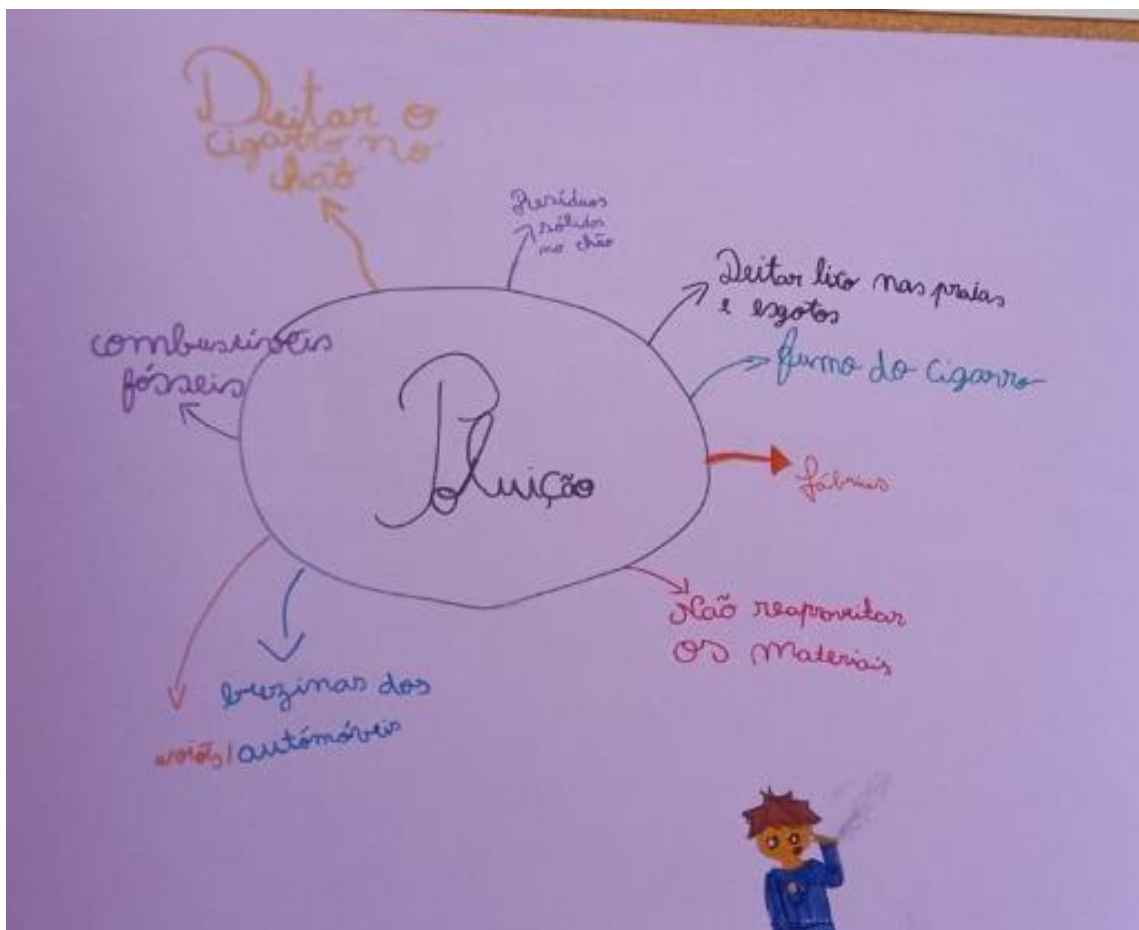 Deitar o
cigarro no
chão
Resíduos
sólidos
no chão
Deitar lixo nas praias
e esgotos
fumo do cigarro
combustíveis
fósseis
Poluição
Não reaproveitar
os materiais
buzinas dos
automóveis